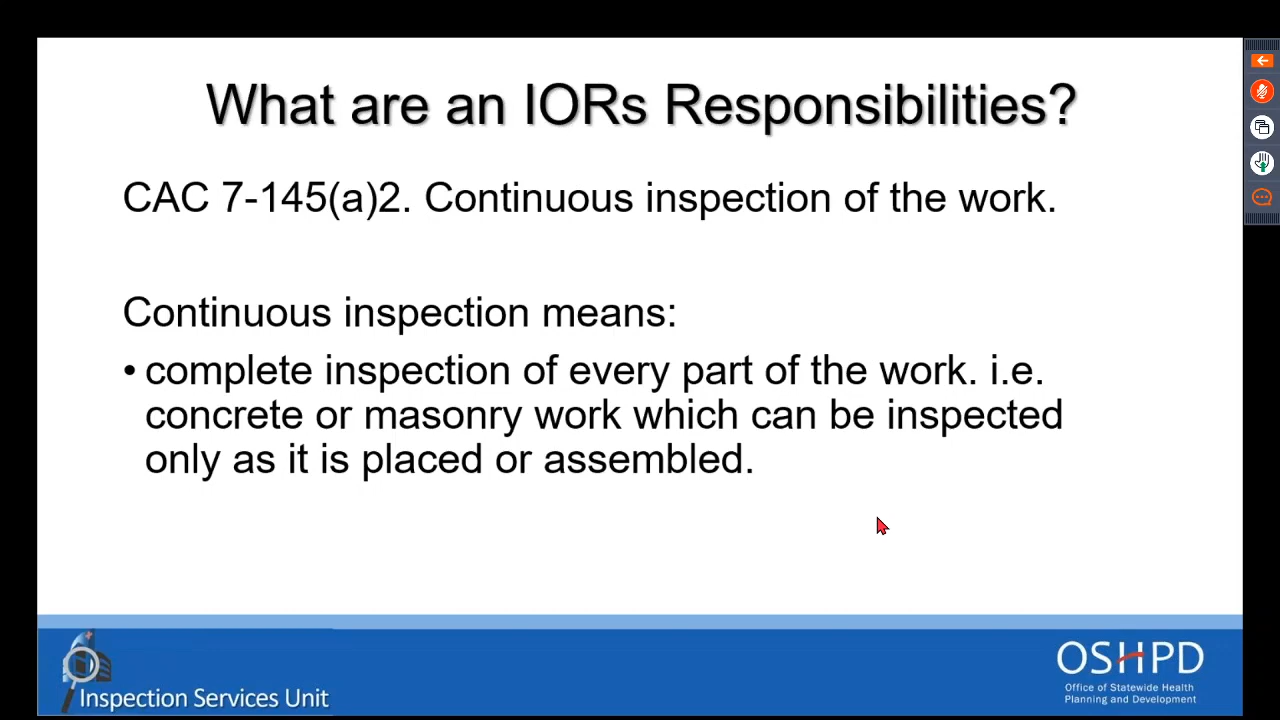 What are an IORs Responsibilities?
CAC 7-145(a)2. Continuous inspection of the work.
Continuous inspection means:
• complete inspection of every part of the work. i.e.
concrete or masonry work which can be inspected
only as it is placed or assembled.
Inspection Services Unit
OSHPD
Office of Statewide Health
Planning and Development